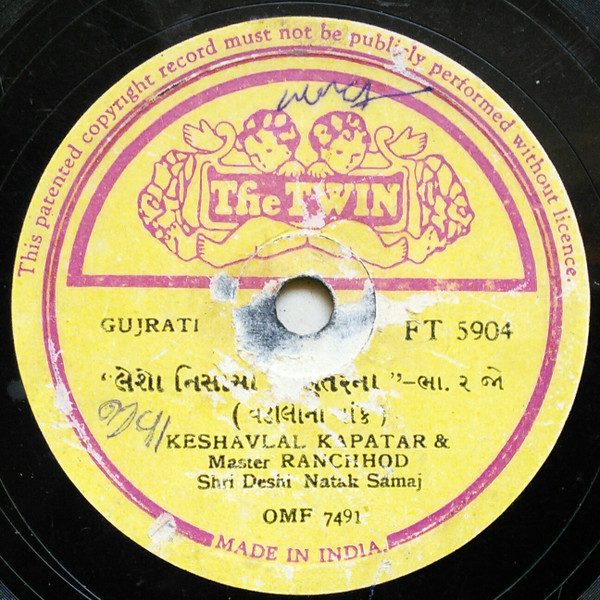 This patented copyright record must not be publicly performed without licence.
The TWIN
GUJRATI
FT 5904
“લેશો નિસામા ”–ભા. ૨ જો
KESHAVLAL KAPATAR &
Master RANCHHOD
Shri Deshi Natak Samaj
OMF 7491
MADE IN INDIA.